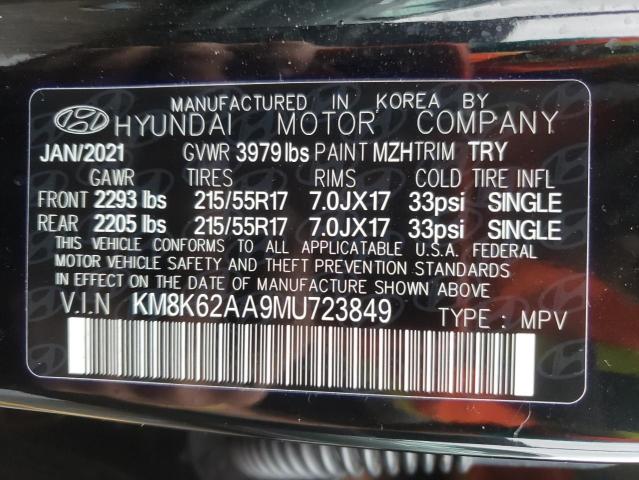 MANUFACTURED IN KOREA BY
HYUNDAI MOTOR COMPANY
JAN/2021 GVWR 3979 lbs PAINT MZH TRIM TRY
GAWR TIRES RIMS COLD TIRE INFL
FRONT 2293 lbs 215/55R17 7.0JX17 33psi SINGLE
REAR 2205 lbs 215/55R17 7.0JX17 33psi SINGLE
THIS VEHICLE CONFORMS TO ALL APPLICATABLE U.S.A. FEDERAL
MOTOR VEHICLE SAFETY AND THEFT PREVENTION STANDARDS
IN EFFECT ON THE DATE OF MANUFACTURE SHOWN ABOVE
V.I.N KM8K62AA9MU723849 TYPE : MPV